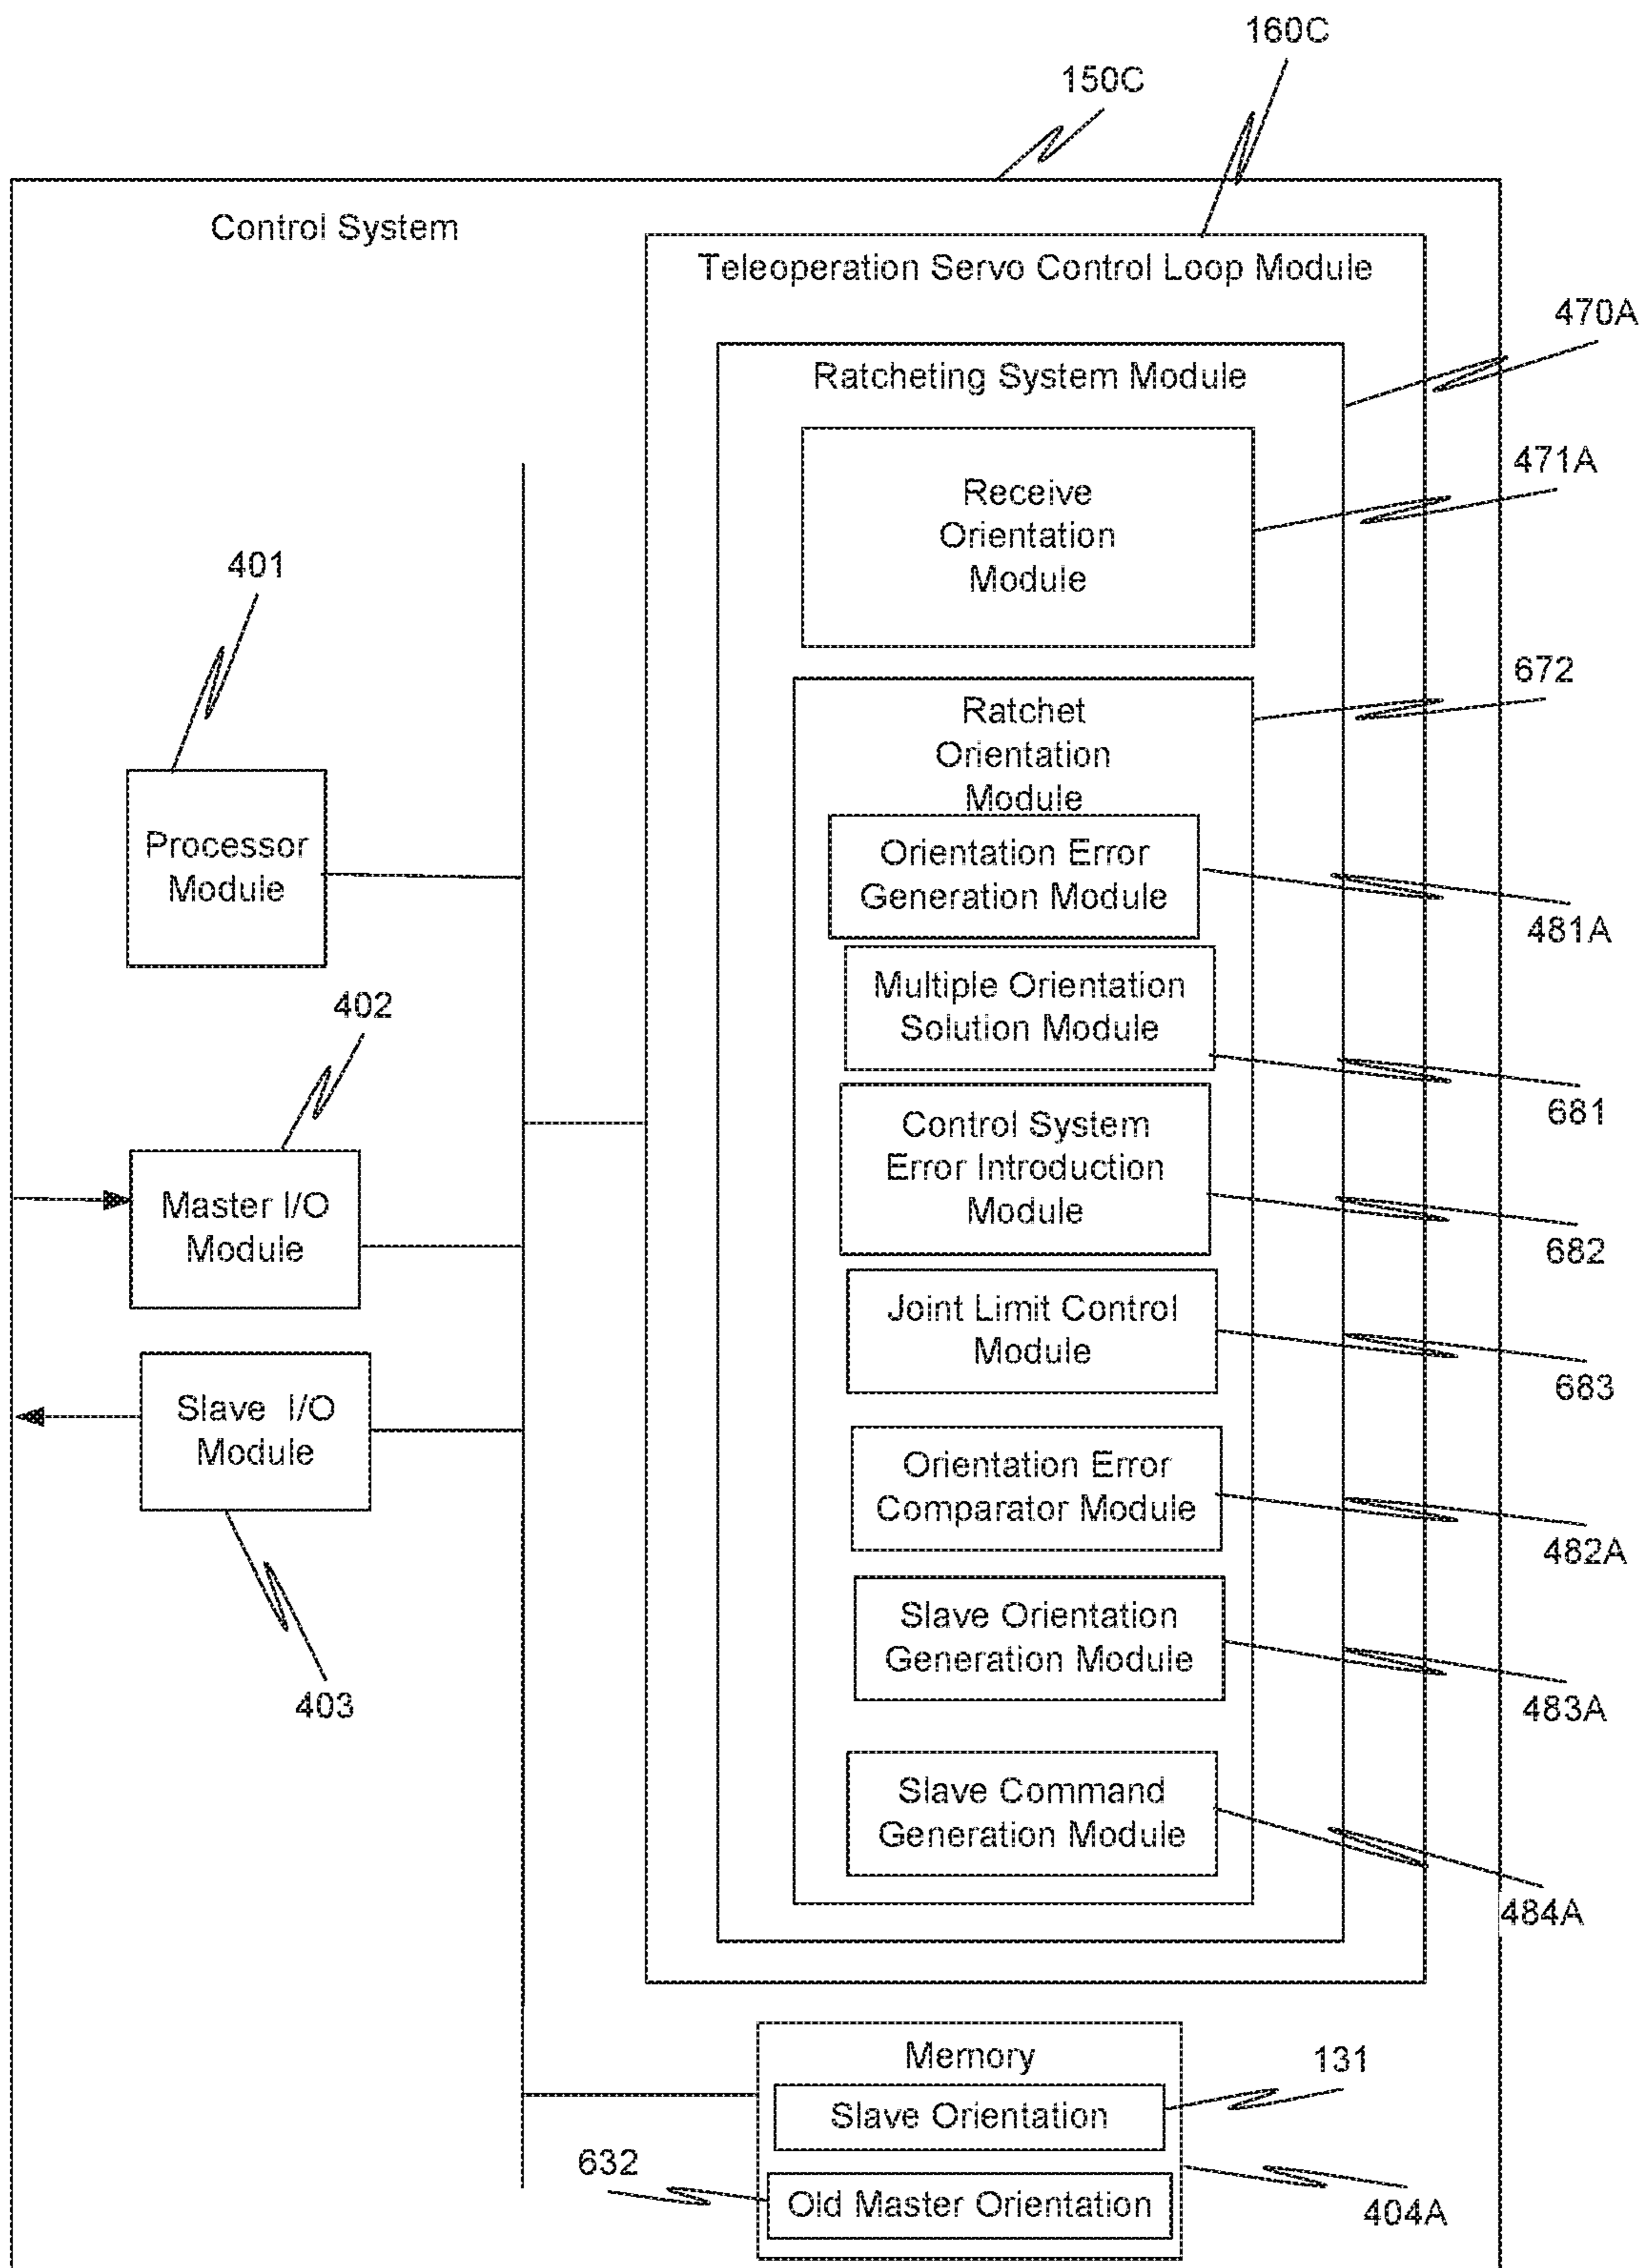 160C
150C
Control System
Teleoperation Servo Control Loop Module
470A
Ratcheting System Module
471A
Receive
Orientation
Module
401
672
Ratchet
Orientation
Module
Processor
Module
Orientation Error
Generation Module
481A
402
Multiple Orientation
Solution Module
681
Control System
Error Introduction
Module
682
Master I/O
Module
Joint Limit Control
Module
683
Slave I/O
Module
Orientation Error
Comparator Module
482A
403
Slave Orientation
Generation Module
483A
Slave Command
Generation Module
484A
Memory
131
Slave Orientation
632
Old Master Orientation
404A